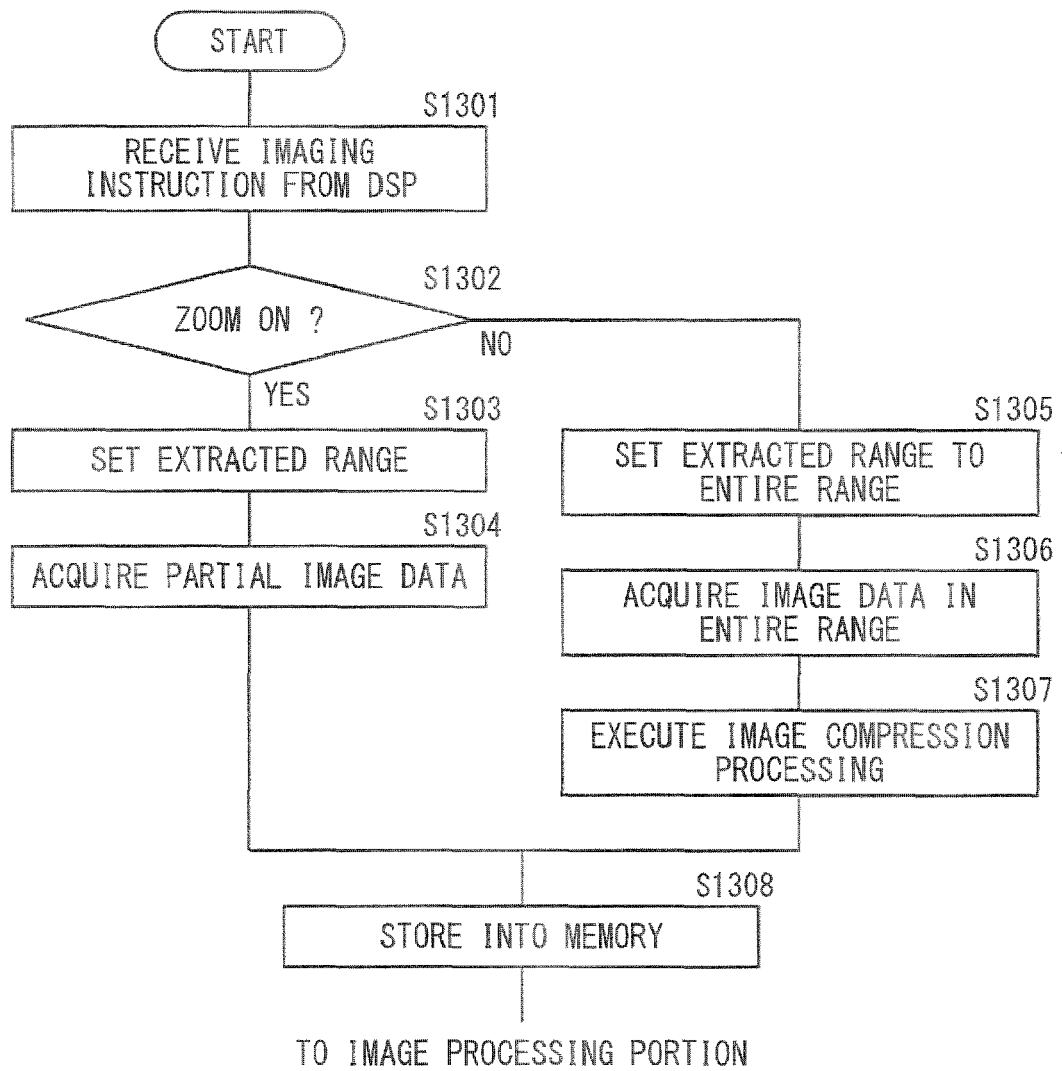 START
S1301
RECEIVE IMAGING
INSTRUCTION FROM DSP
S1302
ZOOM ON ?
NO
YES
S1303
SET EXTRACTED RANGE
S1304
ACQUIRE PARTIAL IMAGE DATA
S1305
SET EXTRACTED RANGE TO
ENTIRE RANGE
S1306
ACQUIRE IMAGE DATA IN
ENTIRE RANGE
S1307
EXECUTE IMAGE COMPRESSION
PROCESSING
S1308
STORE INTO MEMORY
TO IMAGE PROCESSING PORTION